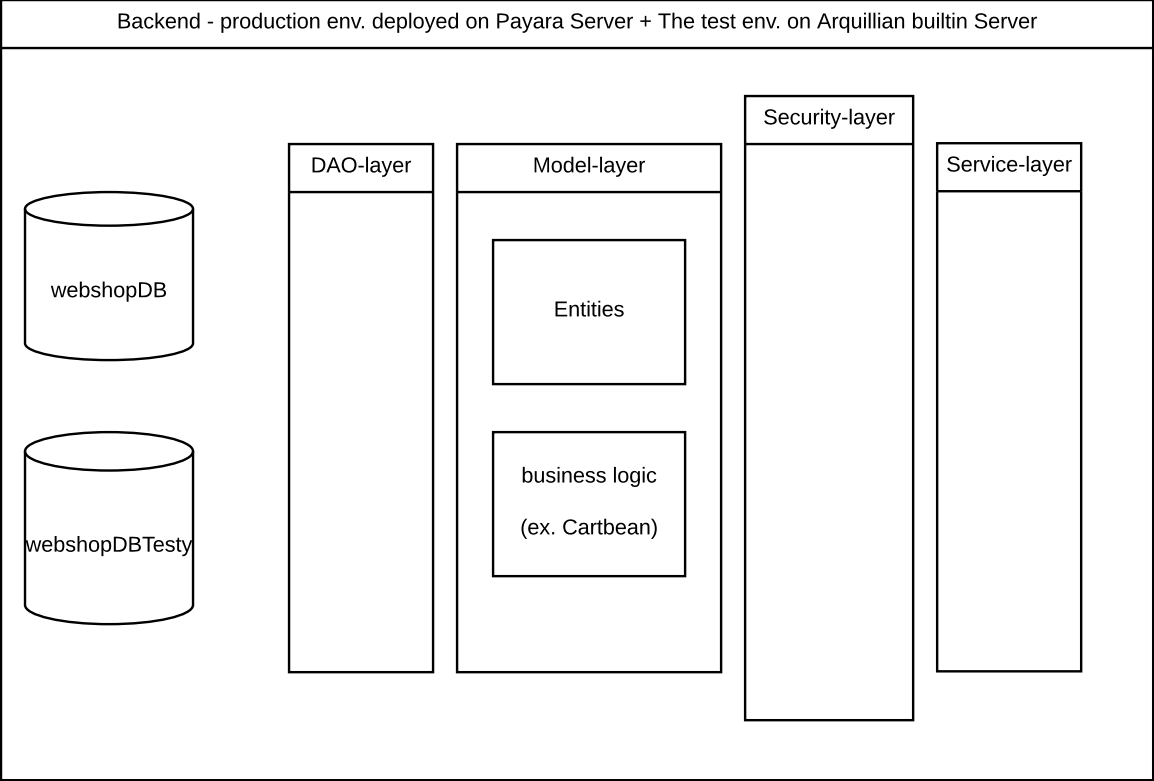 Backend - production env. deployed on Payara Server + The test env. on Arquillian builtin Server
Security-layer
DAO-layer
Model-layer
Service-layer
webshopDB
Entities
business logic
(ex. Cartbean)
webshopDBTesty